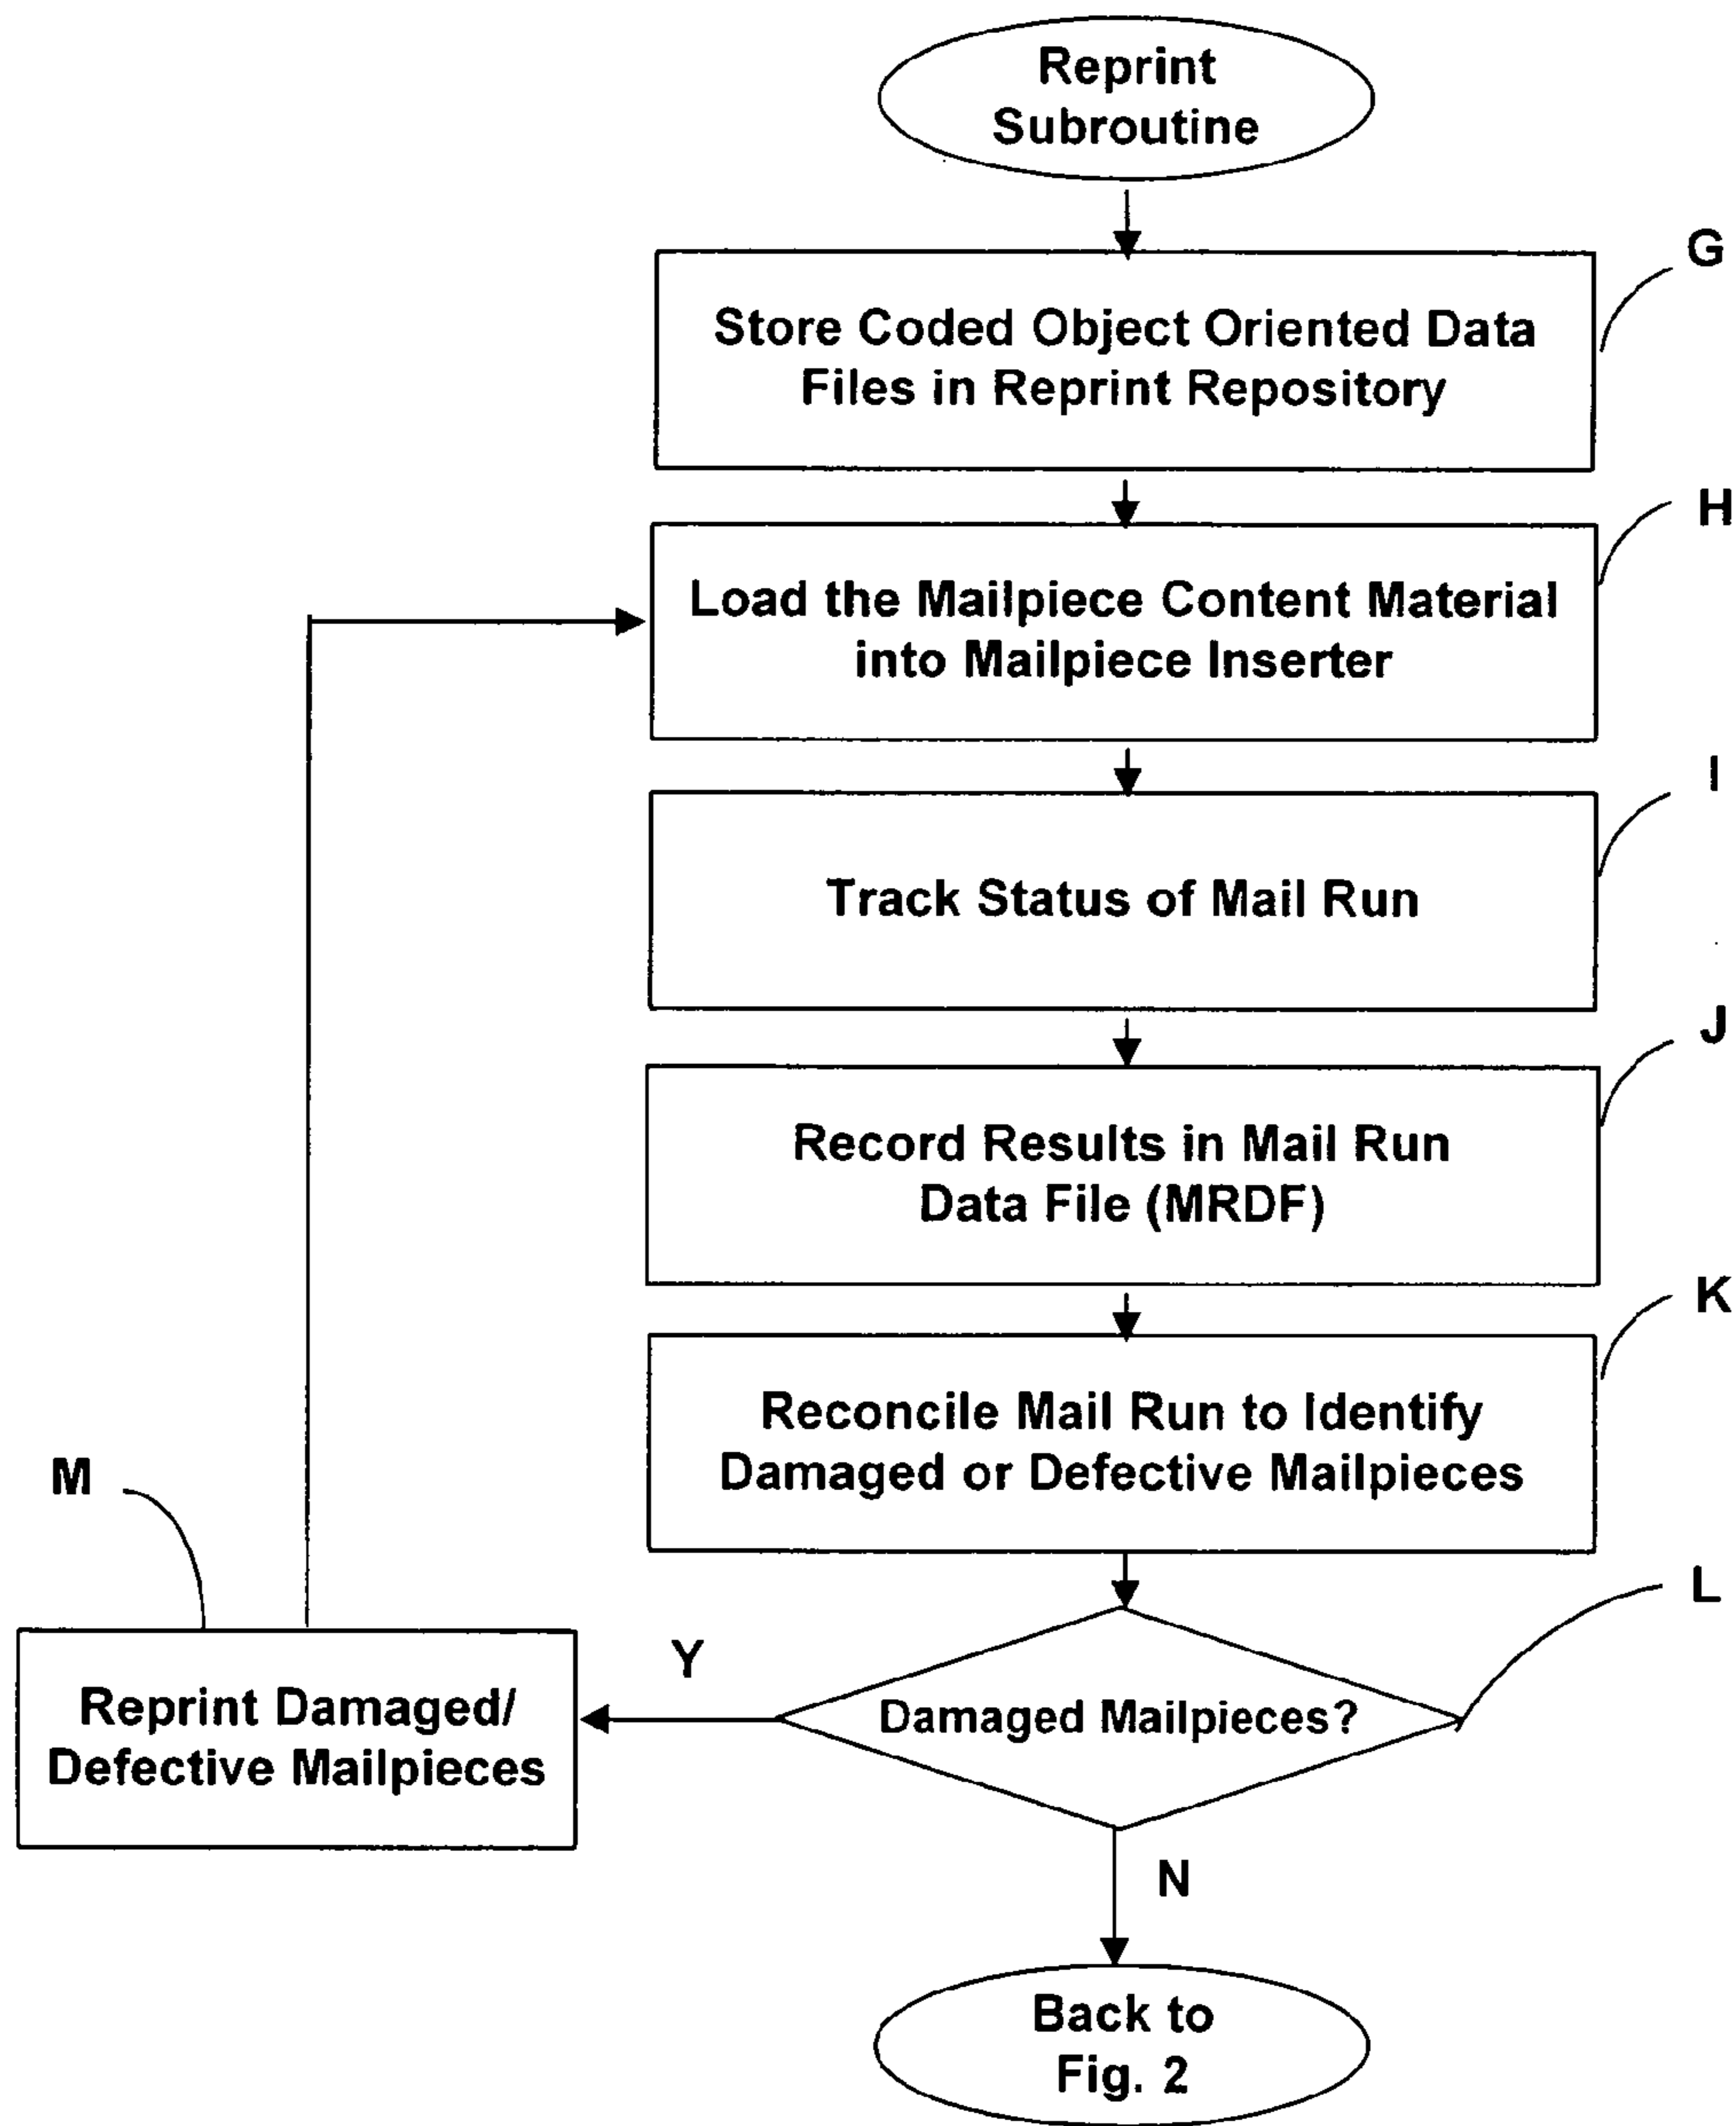 Reprint
Subroutine
G
Store Coded Object Oriented Data
Files in Reprint Repository
H
Load the Mailpiece Content Material
into Mailpiece Inserter
I
Track Status of Mail Run
J
Record Results in Mail Run
Data File (MRDF)
K
Reconcile Mail Run to Identify
Damaged or Defective Mailpieces
L
Damaged Mailpieces?
Y
M
Reprint Damaged/
Defective Mailpieces
N
Back to
Fig. 2